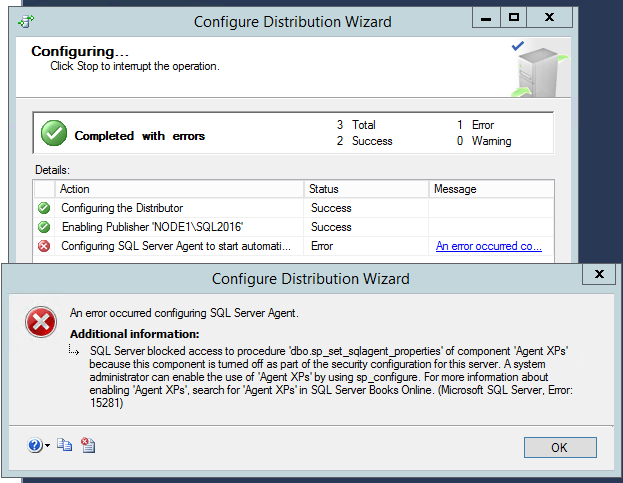 Configure Distribution Wizard
Configuring...
Click Stop to interrupt the operation.
Completed with errors
3 Total 1 Error
2 Success 0 Warning
Details:
Action Status Message
Configuring the Distributor Success
Enabling Publisher 'NODE1\SQL2016' Success
Configuring SQL Server Agent to start automati... Error An error occurred co...
Configure Distribution Wizard
An error occurred configuring SQL Server Agent.
Additional information:
SQL Server blocked access to procedure 'dbo.sp_set_sqlagent_properties' of component 'Agent XPs'
because this component is turned off as part of the security configuration for this server. A system
administrator can enable the use of 'Agent XPs' by using sp_configure. For more information about
enabling 'Agent XPs', search for 'Agent XPs' in SQL Server Books Online. (Microsoft SQL Server, Error:
15281)
OK